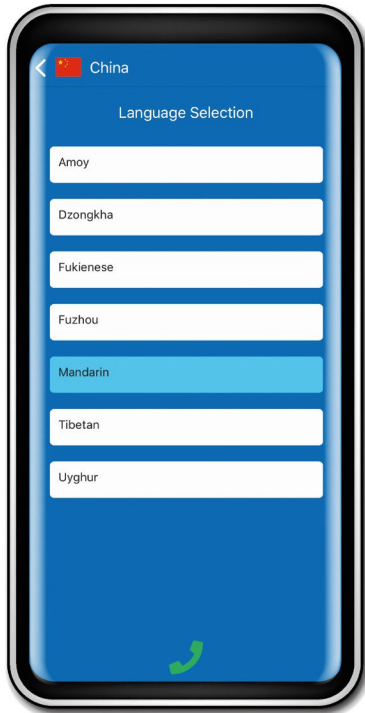 China
Language Selection
Amoy
Dzongkha
Fukienese
Fuzhou
Mandarin
Tibetan
Uyghur